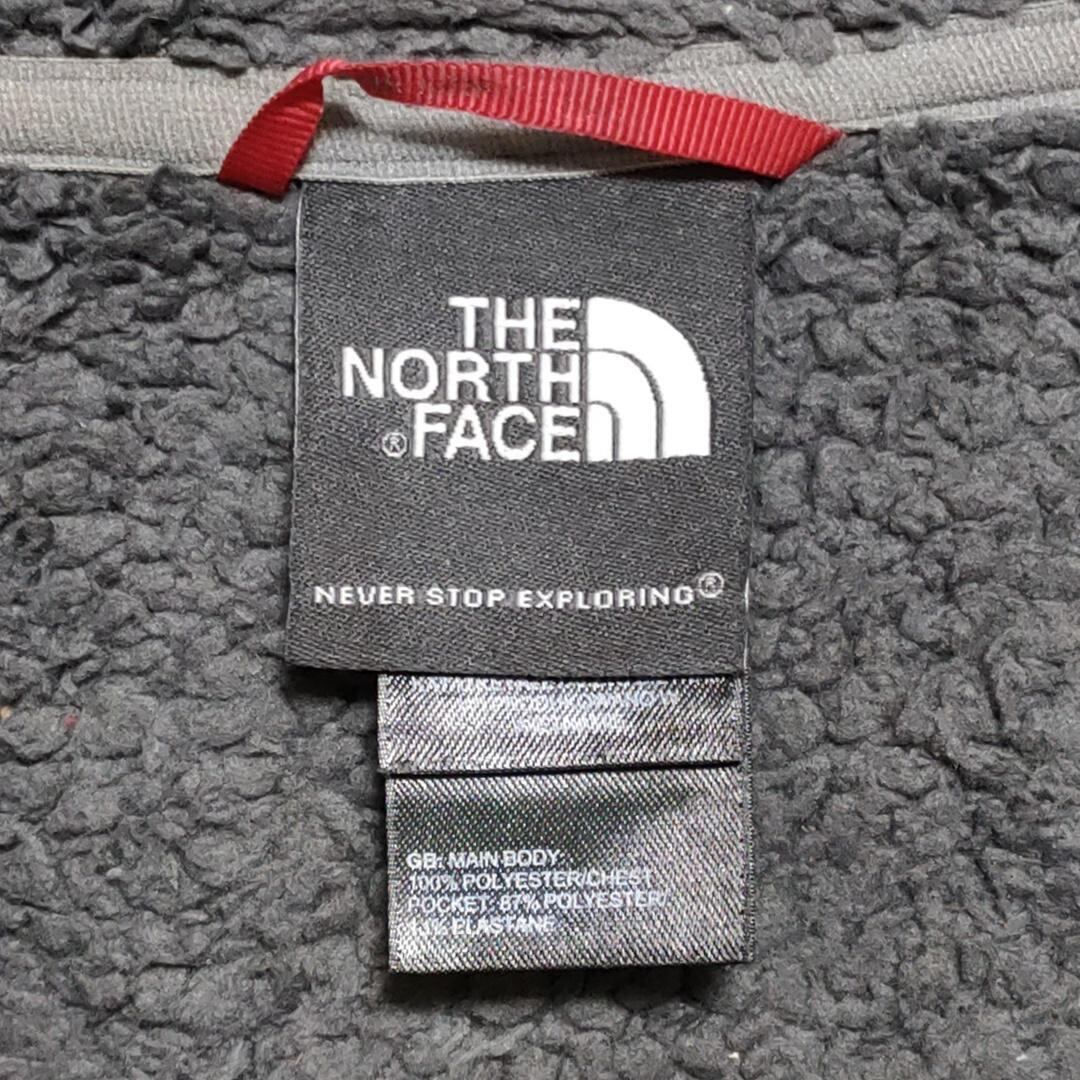 THE
NORTH
®FACE
NEVER STOP EXPLORING®
GB: MAIN BODY:
100% POLYESTER/CHEST
POCKET: 87% POLYESTER/
13% ELASTANE